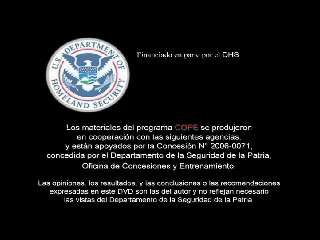 U.S. DEPARTMENT OF
HOMELAND SECURITY
Financiado en parte por el DHS
Los materiales del programa COPE se produjeron
en cooperación con las siguientes agencias,
y están apoyados por la Concesión N° 2006-0071,
concedida por el Departamento de la Seguridad de la Patria,
Oficina de Concesiones y Entrenamiento.
Las opiniones, los resultados, y las conclusiones o las recomendaciones
expresadas en este DVD son las del autor y no reflejan necesario
las vistas del Departamento de la Seguridad de la Patria